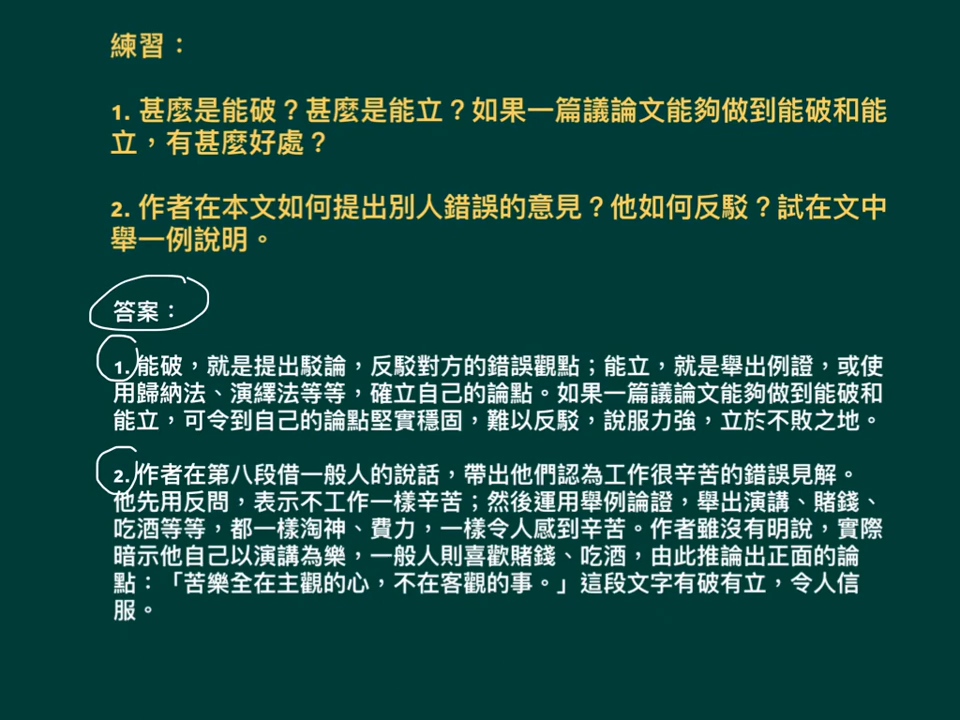 練習：
1. 甚麼是能破？甚麼是能立？如果一篇議論文能夠做到能破和能
立，有甚麼好處？
2. 作者在本文如何提出別人錯誤的意見？他如何反駁？試在文中
舉一例說明。
答案：
1. 能破，就是提出駁論，反駁對方的錯誤觀點；能立，就是舉出例證，或使
用歸納法、演繹法等等，確立自己的論點。如果一篇議論文能夠做到能破和
能立，可令到自己的論點堅實穩固，難以反駁，說服力強，立於不敗之地。
2. 作者在第八段借一般人的說話，帶出他們認為工作很辛苦的錯誤見解。
他先用反問，表示不工作一樣辛苦；然後運用舉例論證，舉出演講、賭錢、
吃酒等等，都一樣淘神、費力，一樣令人感到辛苦。作者雖沒有明說，實際
暗示他自己以演講為樂，一般人則喜歡賭錢、吃酒，由此推論出正面的論
點：「苦樂全在主觀的心，不在客觀的事。」這段文字有破有立，令人信
服。